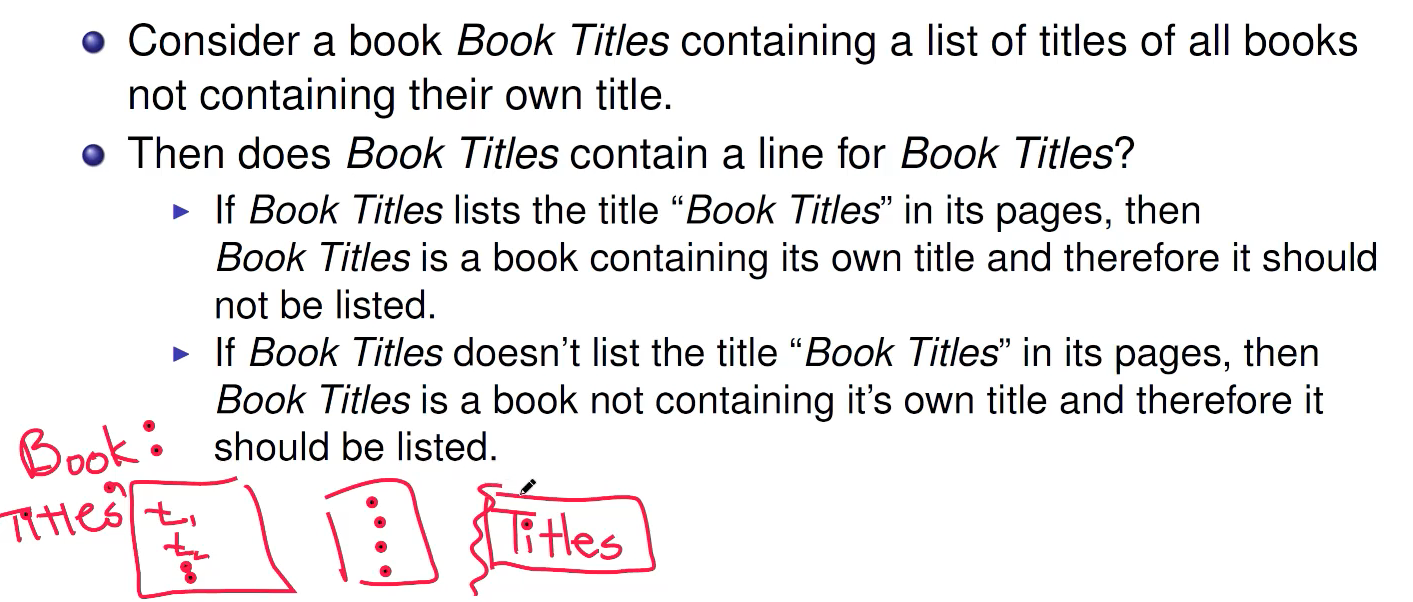 Consider a book Book Titles containing a list of titles of all books
not containing their own title.
Then does Book Titles contain a line for Book Titles?
If Book Titles lists the title “Book Titles” in its pages, then
Book Titles is a book containing its own title and therefore it should
not be listed.
If Book Titles doesn’t list the title “Book Titles” in its pages, then
Book Titles is a book not containing it’s own title and therefore it
should be listed.
Book :
Titles
t₁
t₂
Titles